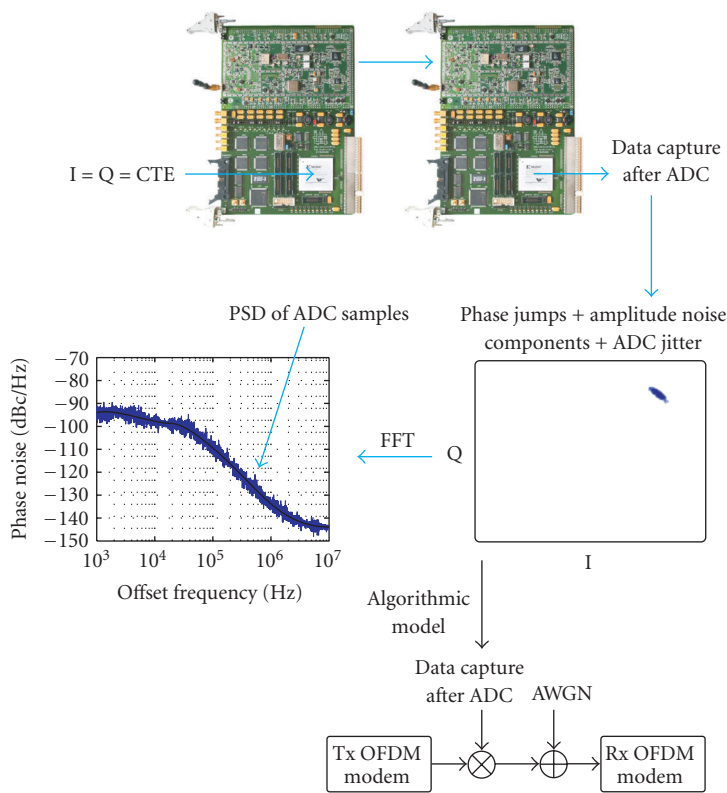 I = Q = CTE
Data capture
after ADC
PSD of ADC samples
Phase jumps + amplitude noise
components + ADC jitter
Phase noise (dBc/Hz)
−70
−80
−90
−100
−110
−120
−130
−140
−150
10³
10⁴
10⁵
10⁶
10⁷
Offset frequency (Hz)
FFT
Q
I
Algorithmic
model
Data capture
after ADC
AWGN
Tx OFDM
modem
Rx OFDM
modem